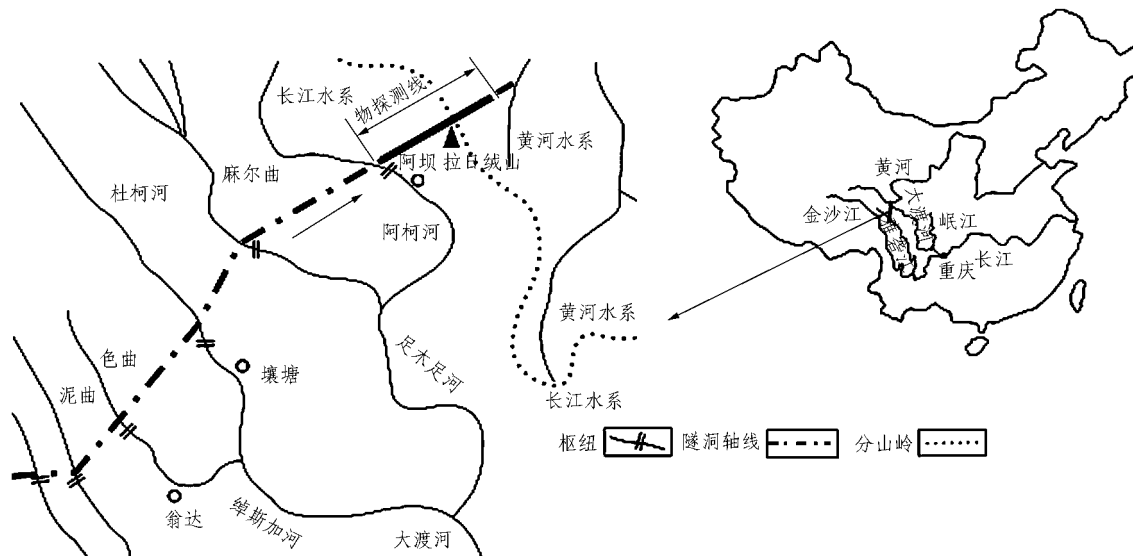 长江水系
物探测线
黄河水系
阿坝
拉日绒山
麻尔曲
杜柯河
阿柯河
黄河水系
足木足河
色曲
壤塘
泥曲
长江水系
翁达
绰斯加河
大渡河
黄河
大渡河
金沙江
岷江
雅砻江
重庆
长江
枢纽
隧洞轴线
分山岭